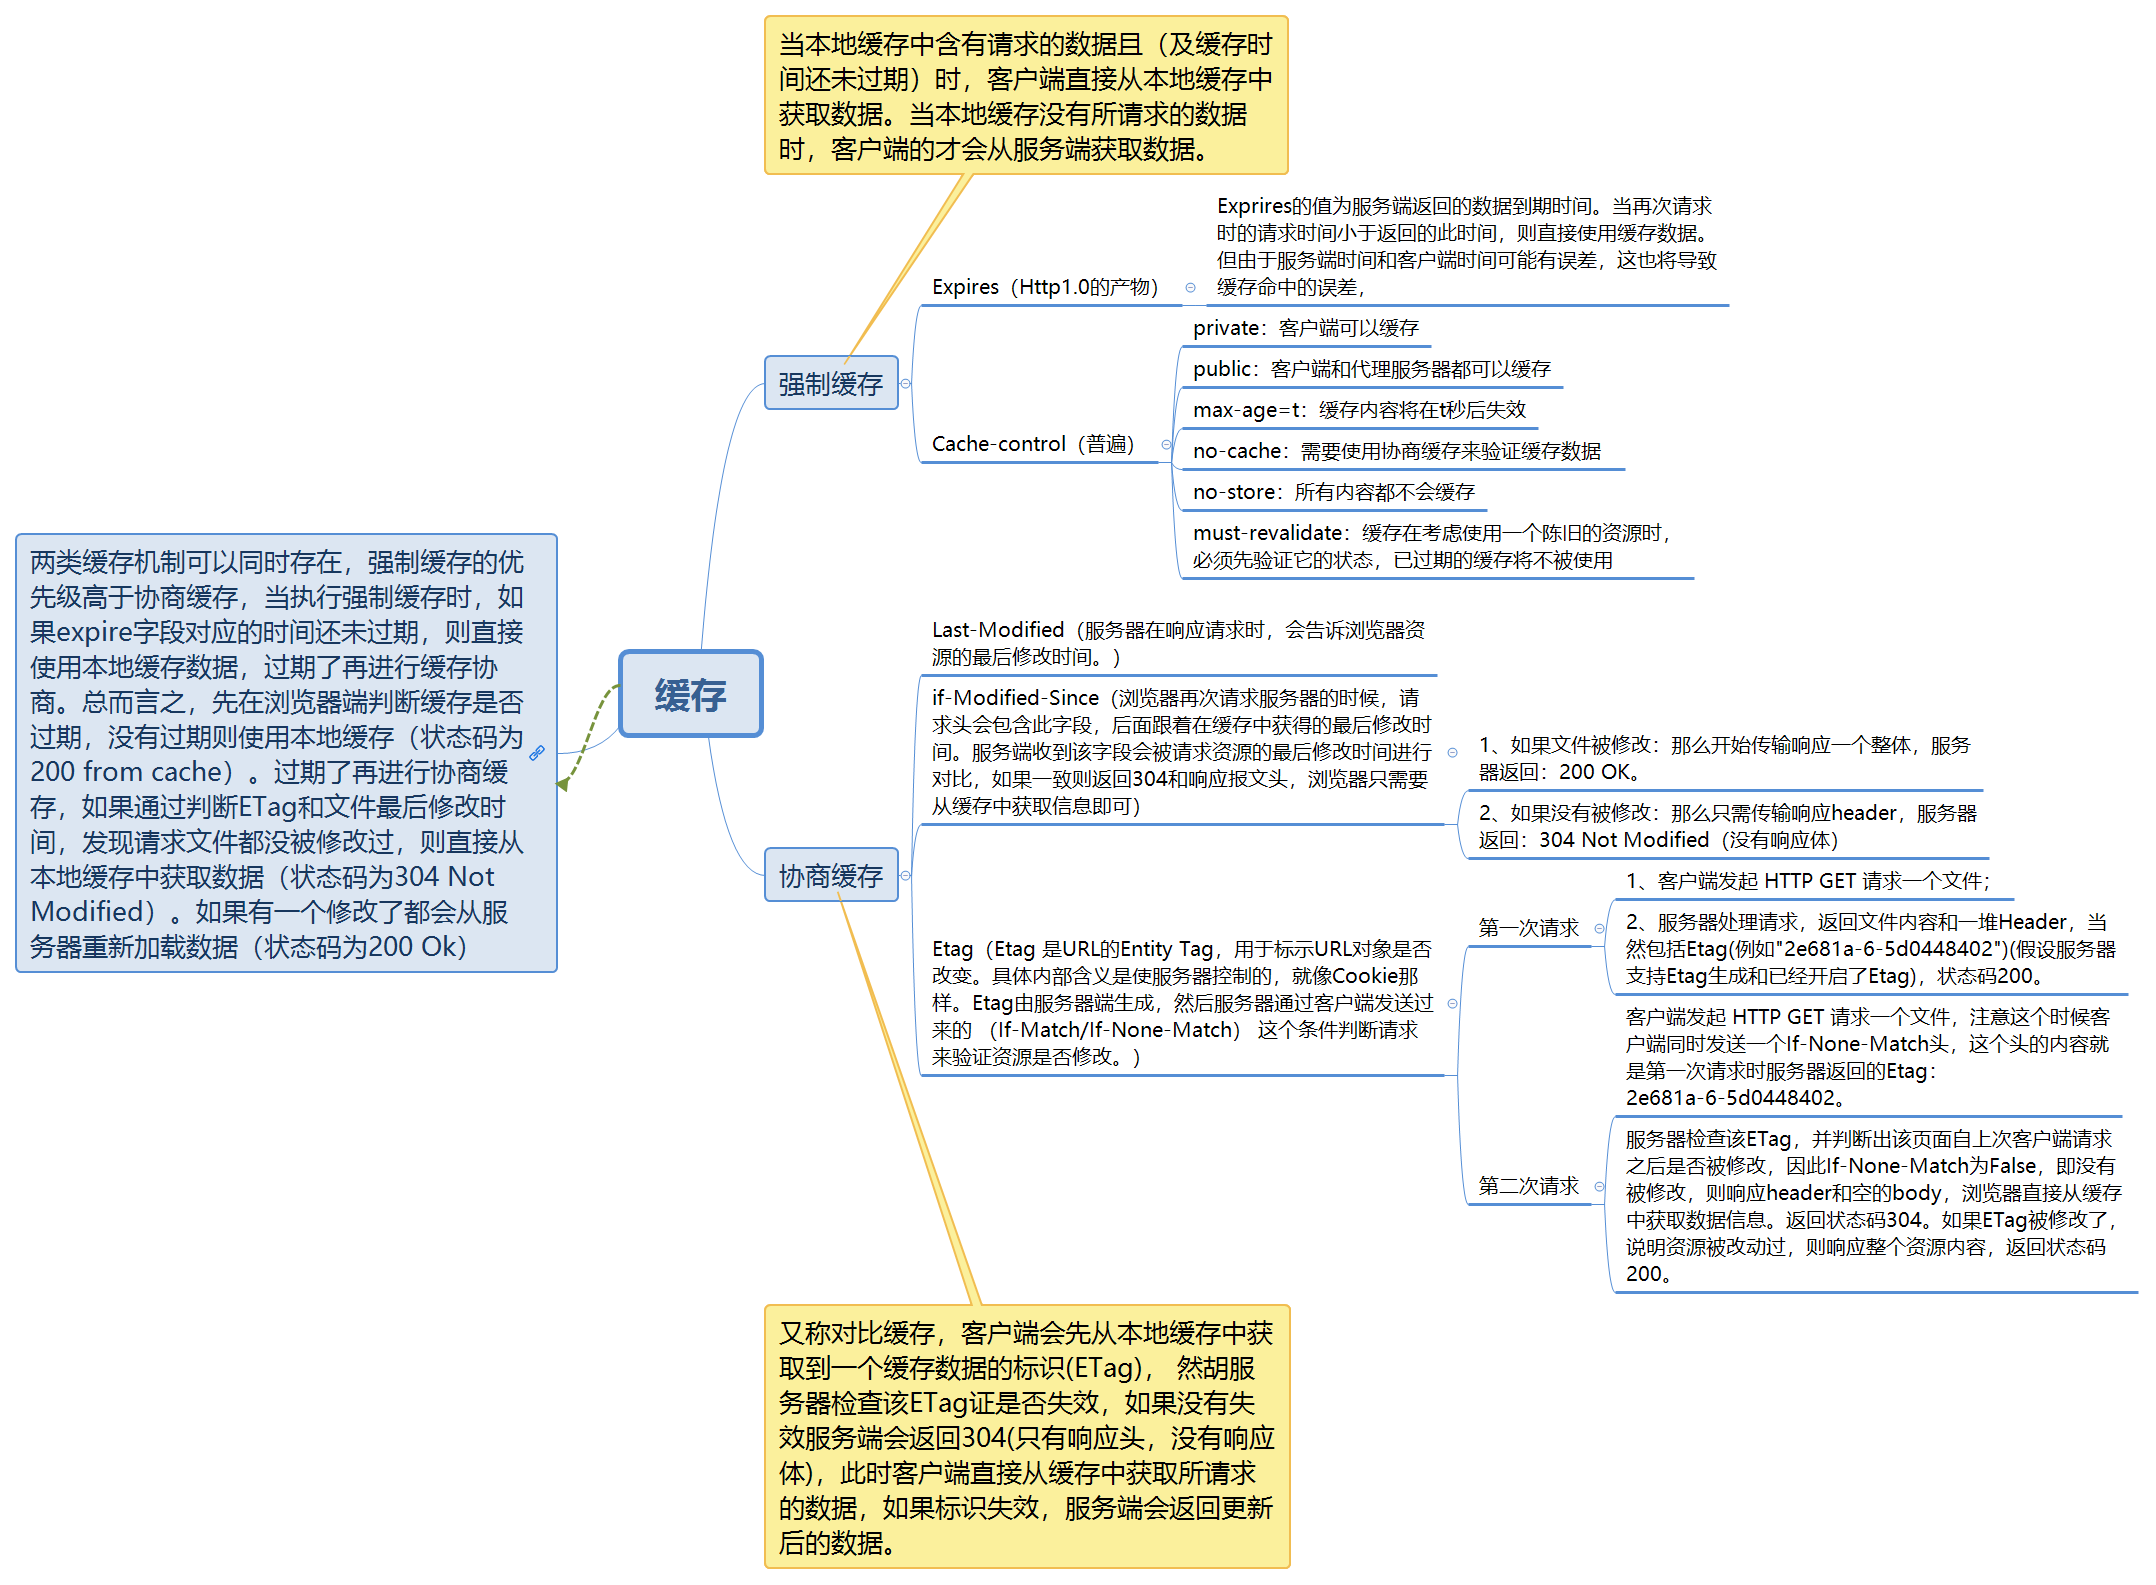 当本地缓存中含有请求的数据且（及缓存时
间还未过期）时，客户端直接从本地缓存中
获取数据。当本地缓存没有所请求的数据
时，客户端的才会从服务端获取数据。
Exprires的值为服务端返回的数据到期时间。当再次请求
时的请求时间小于返回的此时间，则直接使用缓存数据。
但由于服务端时间和客户端时间可能有误差，这也将导致
缓存命中的误差，
Expires（Http1.0的产物）
private：客户端可以缓存
public：客户端和代理服务器都可以缓存
强制缓存
max-age=t：缓存内容将在t秒后失效
Cache-control（普遍）
no-cache：需要使用协商缓存来验证缓存数据
no-store：所有内容都不会缓存
must-revalidate：缓存在考虑使用一个陈旧的资源时，
必须先验证它的状态，已过期的缓存将不被使用
两类缓存机制可以同时存在，强制缓存的优
先级高于协商缓存，当执行强制缓存时，如
果expire字段对应的时间还未过期，则直接
使用本地缓存数据，过期了再进行缓存协
商。总而言之，先在浏览器端判断缓存是否
过期，没有过期则使用本地缓存（状态码为
200 from cache）。过期了再进行协商缓
存，如果通过判断ETag和文件最后修改时
间，发现请求文件都没被修改过，则直接从
本地缓存中获取数据（状态码为304 Not
Modified）。如果有一个修改了都会从服
务器重新加载数据（状态码为200 Ok）
缓存
Last-Modified（服务器在响应请求时，会告诉浏览器资
源的最后修改时间。）
if-Modified-Since（浏览器再次请求服务器的时候，请
求头会包含此字段，后面跟着在缓存中获得的最后修改时
间。服务端收到该字段会被请求资源的最后修改时间进行
对比，如果一致则返回304和响应报文头，浏览器只需要
从缓存中获取信息即可）
1、如果文件被修改：那么开始传输响应一个整体，服务
器返回：200 OK。
2、如果没有被修改：那么只需传输响应header，服务器
返回：304 Not Modified（没有响应体）
协商缓存
Etag（Etag 是URL的Entity Tag，用于标示URL对象是否
改变。具体内部含义是使服务器控制的，就像Cookie那
样。Etag由服务器端生成，然后服务器通过客户端发送过
来的 （If-Match/If-None-Match） 这个条件判断请求
来验证资源是否修改。）
第一次请求
1、客户端发起 HTTP GET 请求一个文件；
2、服务器处理请求，返回文件内容和一堆Header，当
然包括Etag(例如"2e681a-6-5d0448402")(假设服务器
支持Etag生成和已经开启了Etag)，状态码200。
第二次请求
客户端发起 HTTP GET 请求一个文件，注意这个时候客
户端同时发送一个If-None-Match头，这个头的内容就
是第一次请求时服务器返回的Etag：
2e681a-6-5d0448402。
服务器检查该ETag，并判断出该页面自上次客户端请求
之后是否被修改，因此If-None-Match为False，即没有
被修改，则响应header和空的body，浏览器直接从缓存
中获取数据信息。返回状态码304。如果ETag被修改了，
说明资源被改动过，则响应整个资源内容，返回状态码
200。
又称对比缓存，客户端会先从本地缓存中获
取到一个缓存数据的标识(ETag)， 然胡服
务器检查该ETag证是否失效，如果没有失
效服务端会返回304(只有响应头，没有响应
体)，此时客户端直接从缓存中获取所请求
的数据，如果标识失效，服务端会返回更新
后的数据。